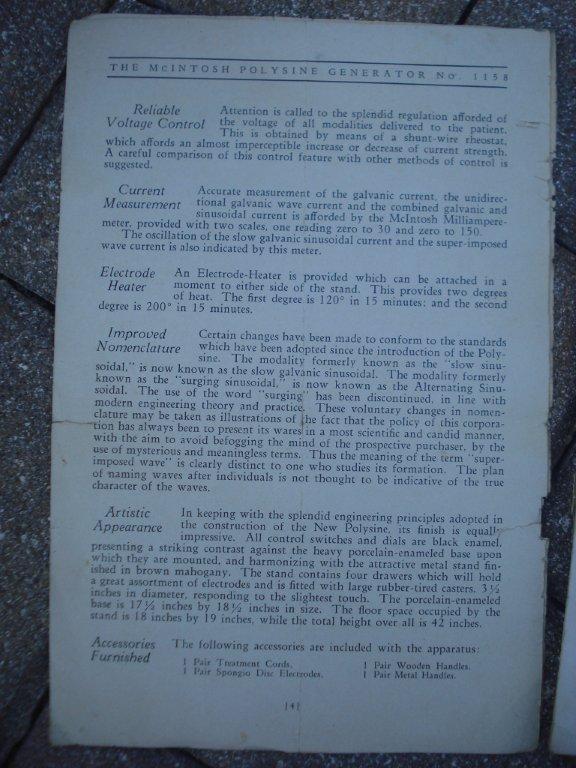 THE McINTOSH POLYSINE GENERATOR No. 1158
Reliable Voltage Control
Attention is called to the splendid regulation afforded of
the voltage of all modalities delivered to the patient.
This is obtained by means of a shunt-wire rheostat,
which affords an almost imperceptible increase or decrease of current strength.
A careful comparison of this control feature with other methods of control is
suggested.
Current Measurement
Accurate measurement of the galvanic current, the unidirec-
tional galvanic wave current and the combined galvanic and
sinusoidal current is afforded by the McIntosh Milliampere-
meter, provided with two scales, one reading zero to 30 and zero to 150.
The oscillation of the slow galvanic sinusoidal current and the super-imposed
wave current is also indicated by this meter.
Electrode Heater
An Electrode-Heater is provided which can be attached in a
moment to either side of the stand. This provides two degrees
of heat. The first degree is 120° in 15 minutes: and the second
degree is 200° in 15 minutes.
Improved Nomenclature
Certain changes have been made to conform to the standards
which have been adopted since the introduction of the Poly-
sine. The modality formerly known as the "slow sinu-
soidal," is now known as the slow galvanic sinusoidal. The modality formerly
known as the "surging sinusoidal," is now known as the Alternating Sinu-
soidal. The use of the word "surging" has been discontinued, in line with
modern engineering theory and practice. These voluntary changes in nomen-
clature may be taken as illustrations of the fact that the policy of this corpora-
tion has always been to present its wares in a most scientific and candid manner,
with the aim to avoid befogging the mind of the prospective purchaser, by the
use of mysterious and meaningless terms. Thus the meaning of the term "super-
imposed wave" is clearly distinct to one who studies its formation. The plan
of naming waves after individuals is not thought to be indicative of the true
character of the waves.
Artistic Appearance
In keeping with the splendid engineering principles adopted in
the construction of the New Polysine, its finish is equally
impressive. All control switches and dials are black enamel,
presenting a striking contrast against the heavy porcelain-enameled base upon
which they are mounted, and harmonizing with the attractive metal stand fin-
ished in brown mahogany. The stand contains four drawers which will hold
a great assortment of electrodes and is fitted with large rubber-tired casters, 3½
inches in diameter, responding to the slightest touch. The porcelain-enameled
base is 17½ inches by 18½ inches in size. The floor space occupied by the
stand is 18 inches by 19 inches, while the total height over all is 42 inches.
Accessories Furnished
The following accessories are included with the apparatus:
1 Pair Treatment Cords.
1 Pair Spongio Disc Electrodes.
1 Pair Wooden Handles.
1 Pair Metal Handles.
[4]